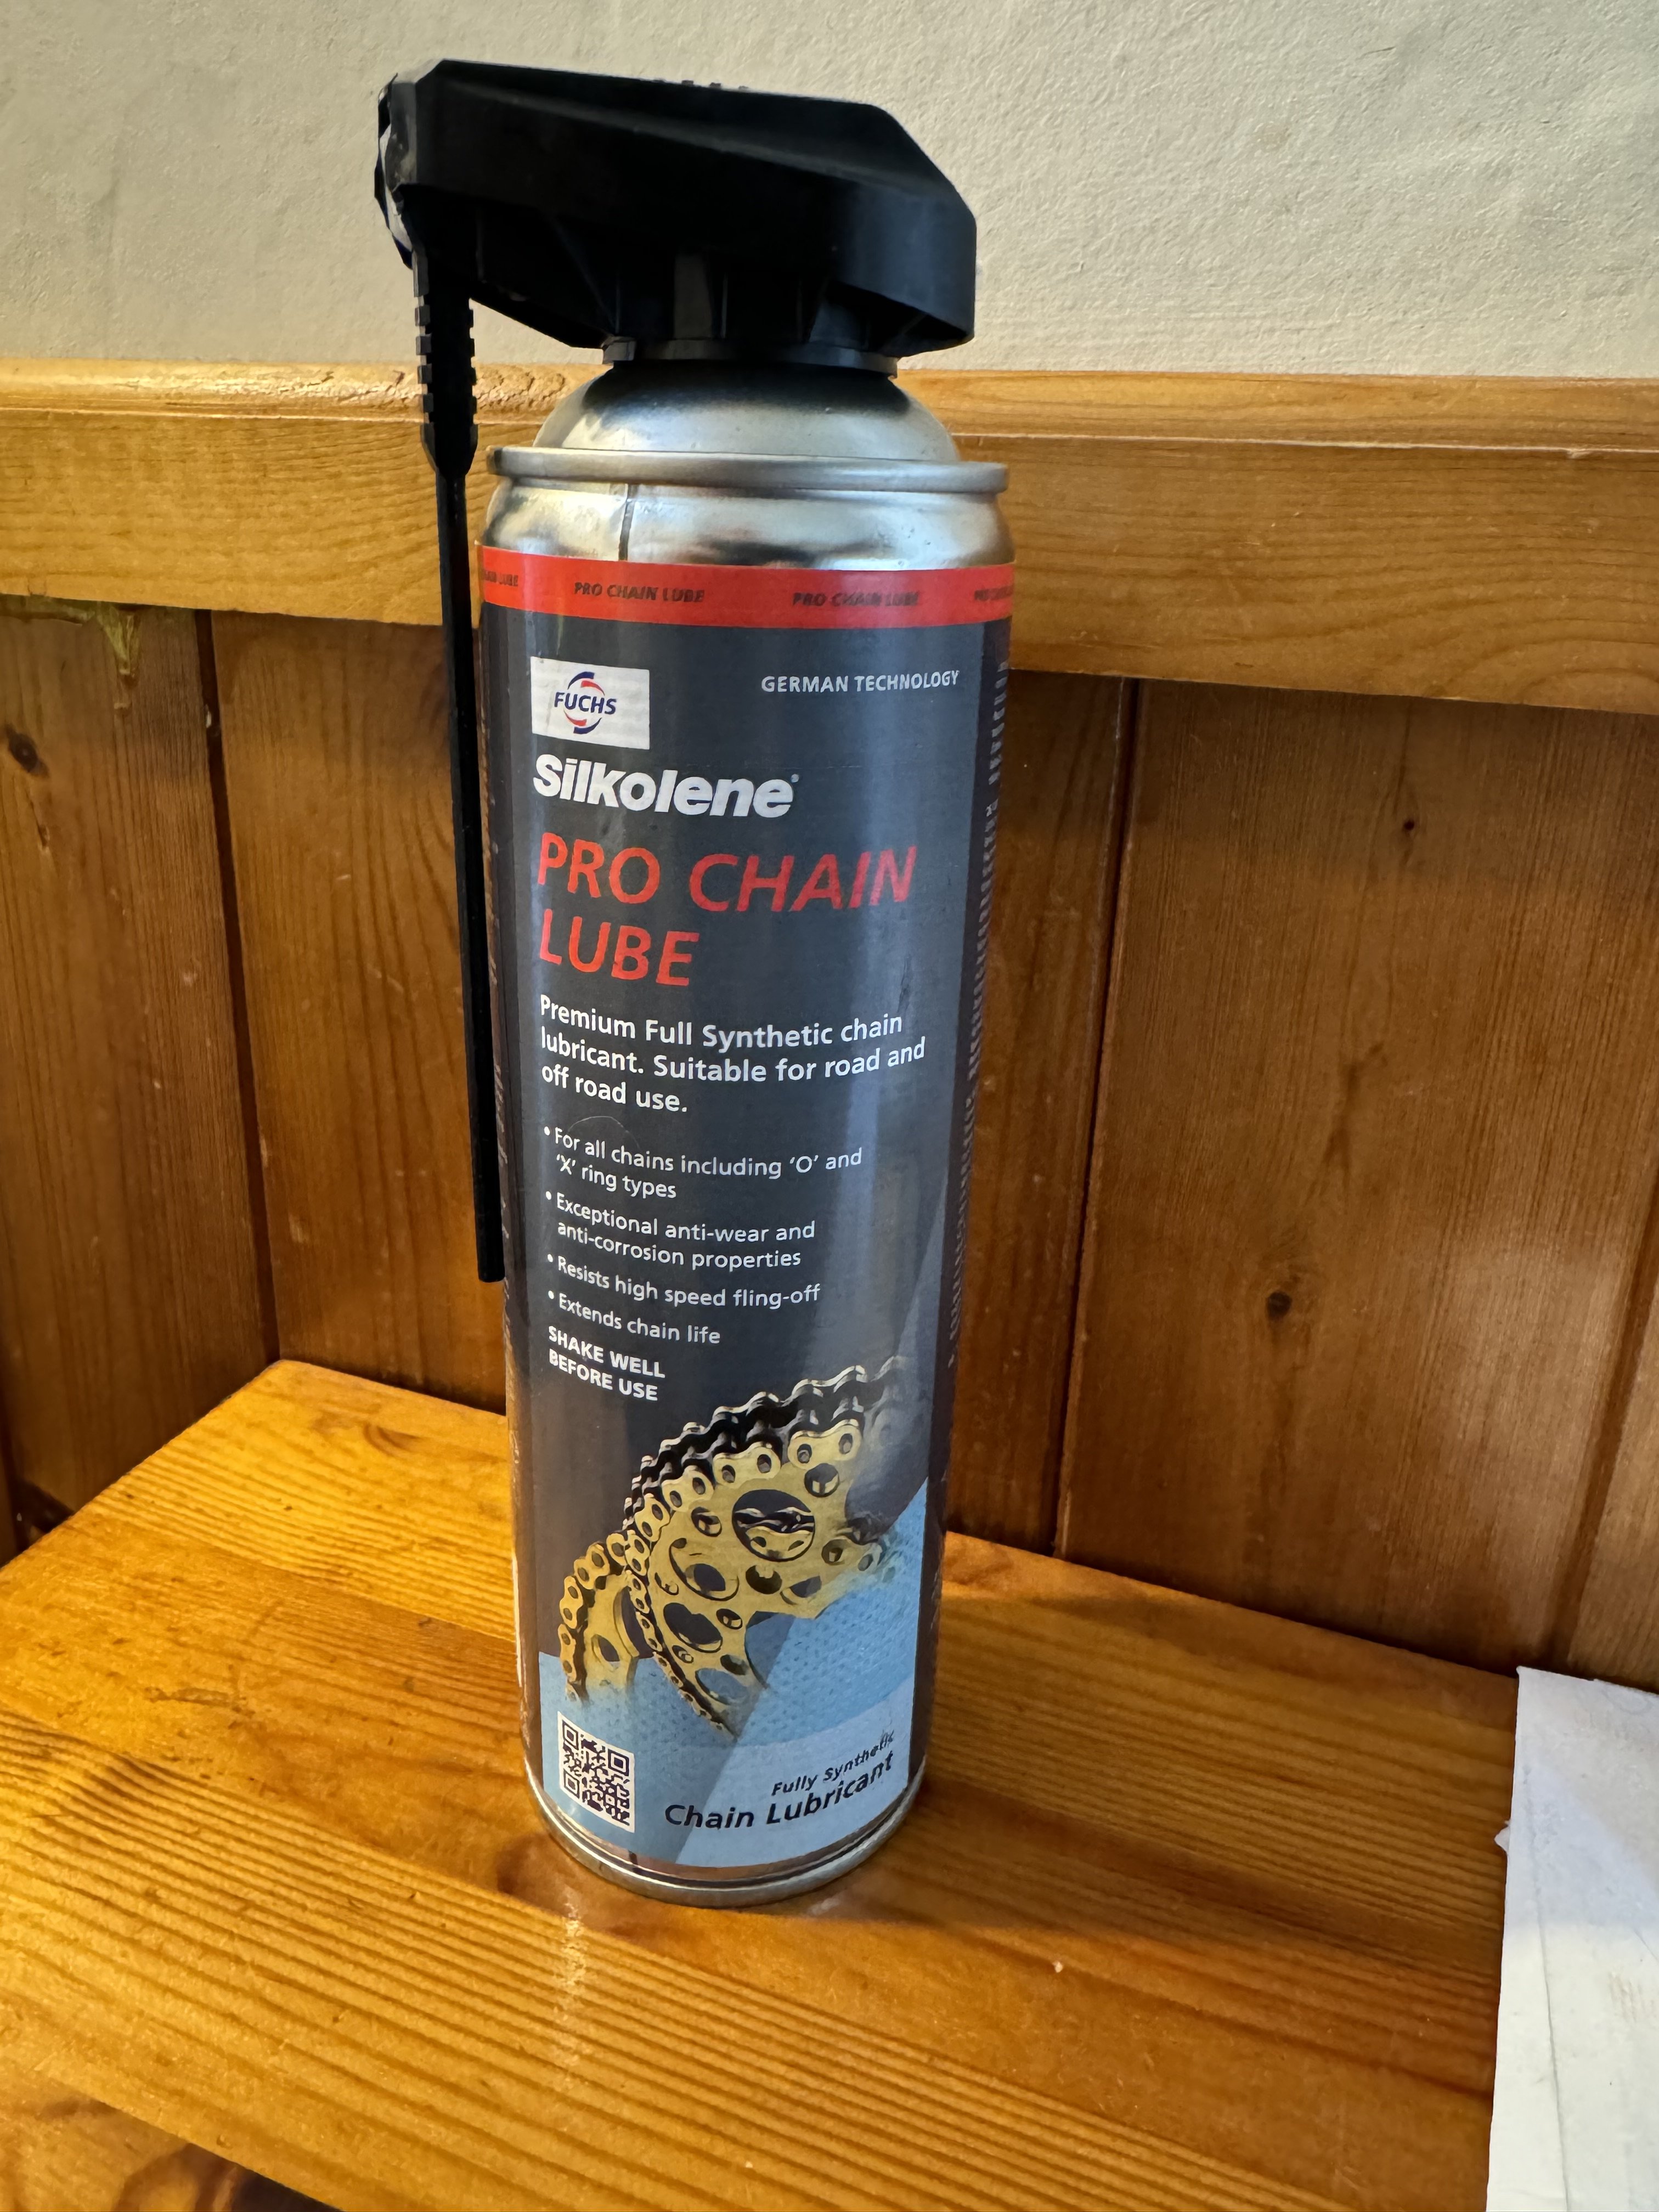 PRO CHAIN LUBE PRO CHAIN LUBE
FUCHS
GERMAN TECHNOLOGY
Silkolene
PRO CHAIN
LUBE
Premium Full Synthetic chain
lubricant. Suitable for road and
off road use.
• For all chains including ‘O’ and
‘X’ ring types
• Exceptional anti-wear and
anti-corrosion properties
• Resists high speed fling-off
• Extends chain life
SHAKE WELL
BEFORE USE
Fully Synthetic
Chain Lubricant